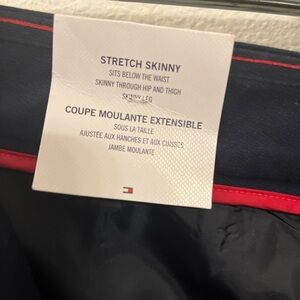 STRETCH SKINNY
SITS BELOW THE WAIST
SKINNY THROUGH HIP AND THIGH
SKINNY LEG
COUPE MOULANTE EXTENSIBLE
SOUS LA TAILLE
AJUSTÉE AUX HANCHES ET AUX CUISSES
JAMBE MOULANTE